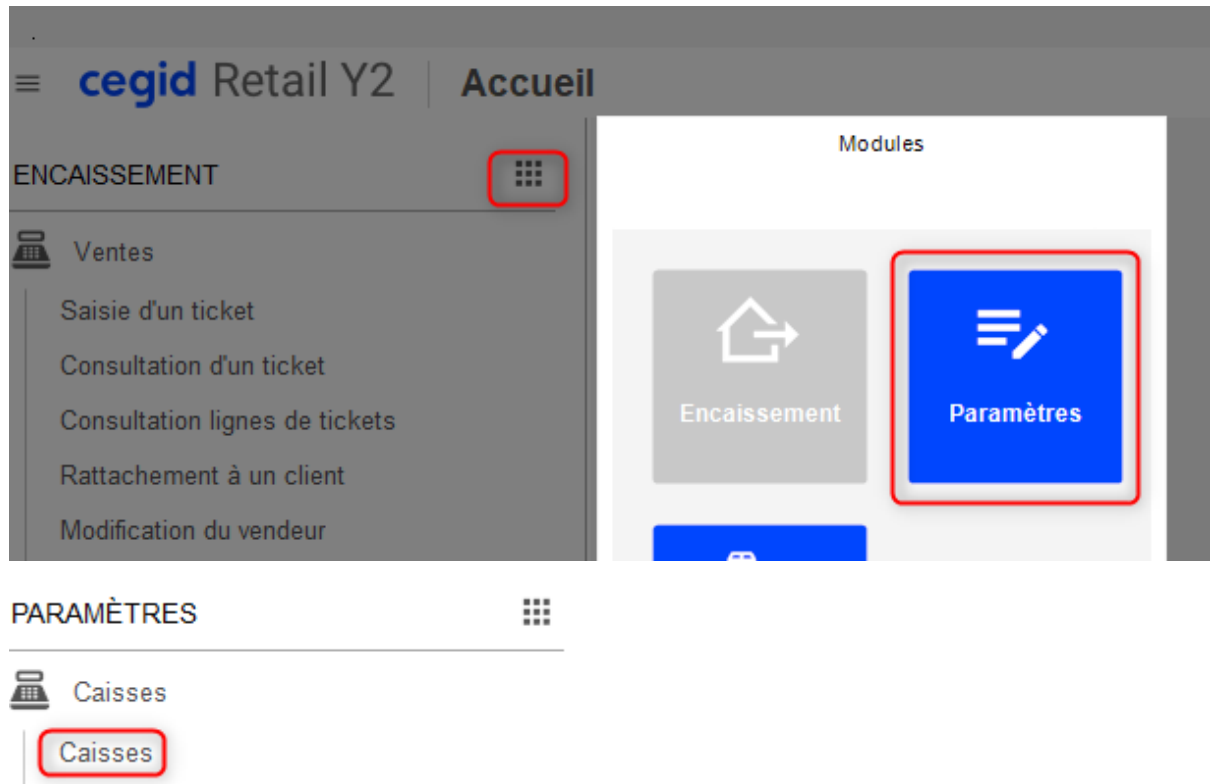 cegid Retail Y2 Accueil
Modules
ENCAISSEMENT
Ventes
Saisie d'un ticket
Consultation d'un ticket
Consultation lignes de tickets
Rattachement à un client
Modification du vendeur
Encaissement Paramètres
PARAMÈTRES
Caisses
Caisses